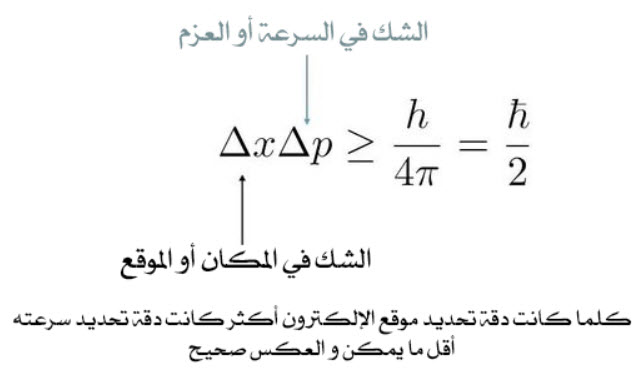 الشك في السرعة أو العزم
ΔxΔp ≥ h/4π = ħ/2
الشك في المكان أو الموقع
كلما كانت دقة تحديد موقع الإلكترون أكثر كانت دقة تحديد سرعته
أقل ما يمكن و العكس صحيح